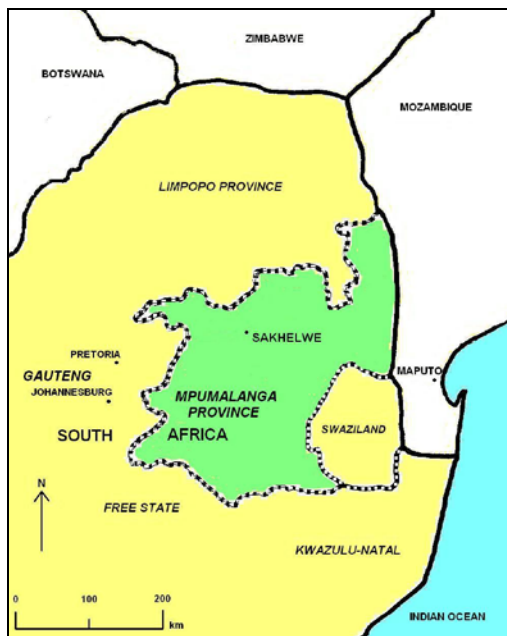 ZIMBABWE
BOTSWANA
MOZAMBIQUE
LIMPOPO PROVINCE
SAKHELWE
PRETORIA
MAPUTO
GAUTENG
JOHANNESBURG
MPUMALANGA
PROVINCE
SWAZILAND
SOUTH AFRICA
N
FREE STATE
KWAZULU-NATAL
0 100 200
km
INDIAN OCEAN